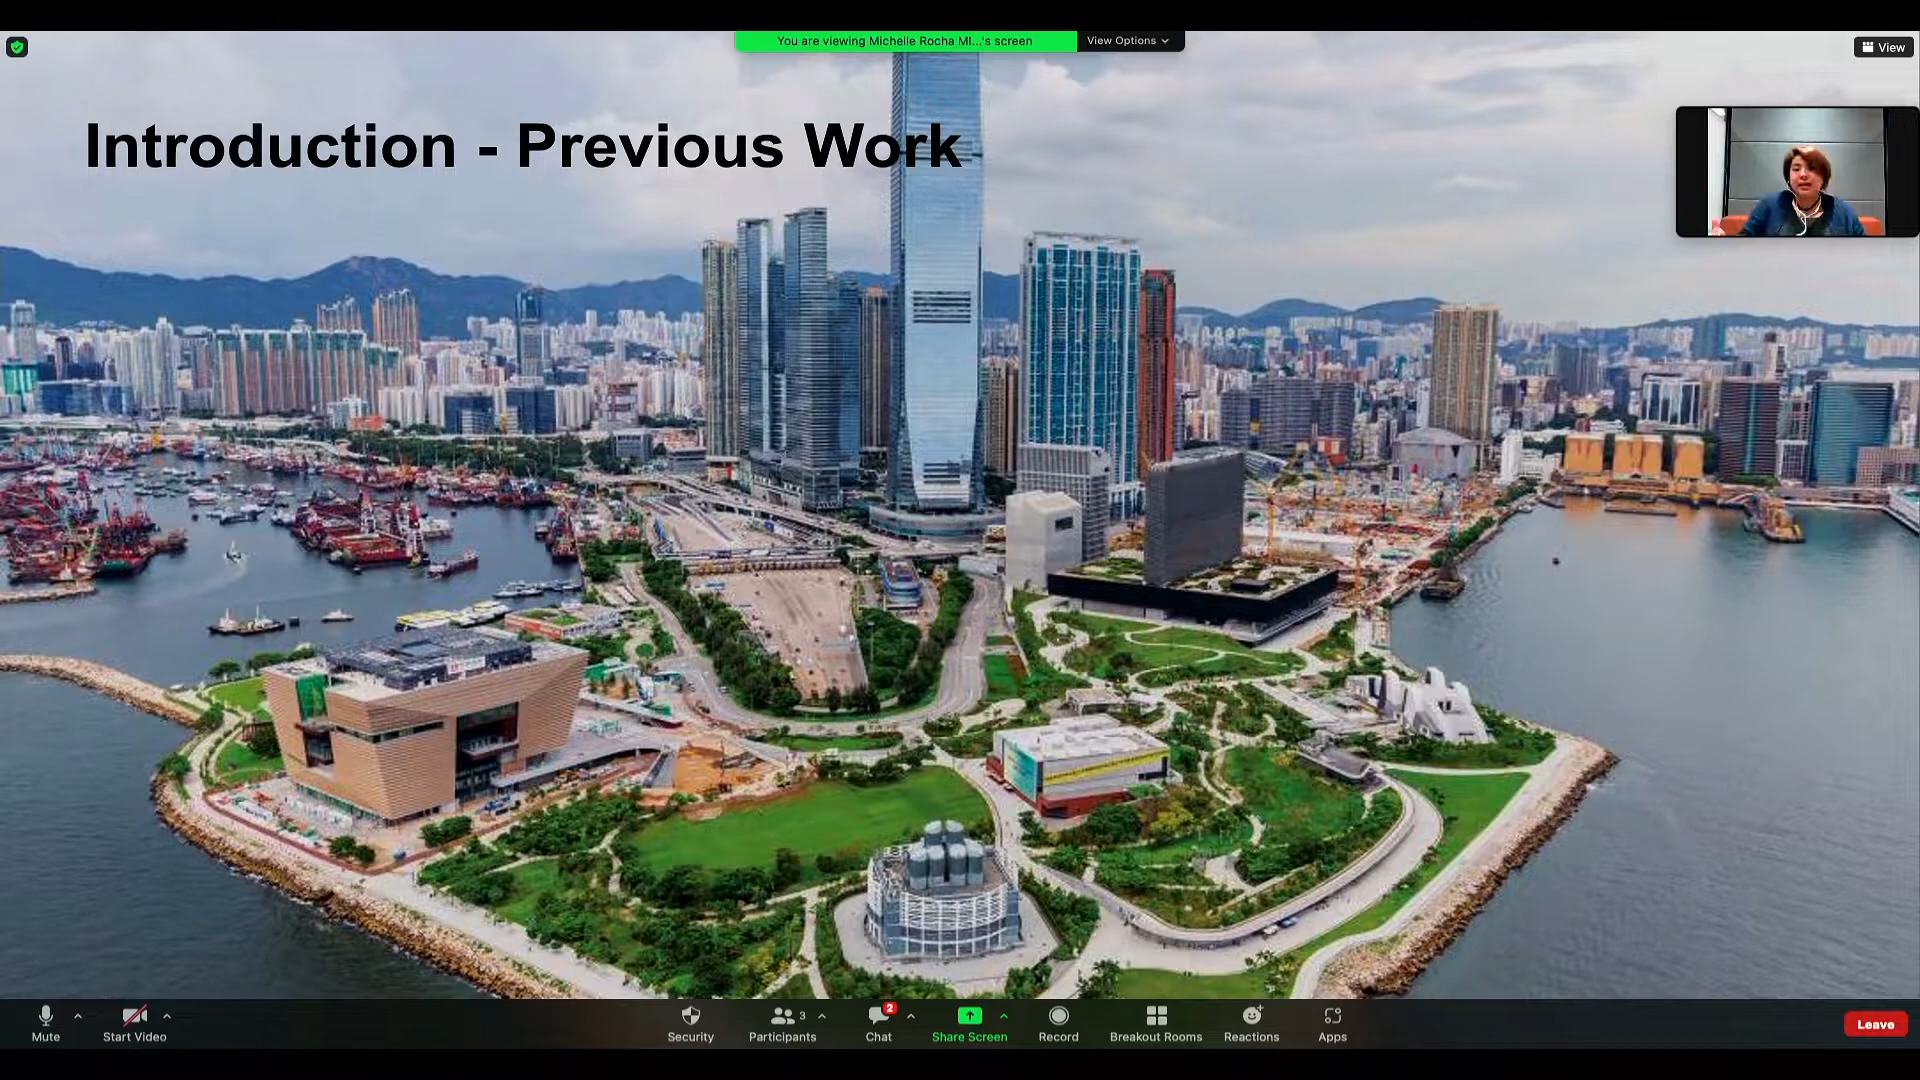 You are viewing Michelle Rocha MI...'s screen
View Options
View
Introduction - Previous Work
Mute
Start Video
Security
Participants
3
Chat
2
Share Screen
Record
Breakout Rooms
Reactions
Apps
Leave